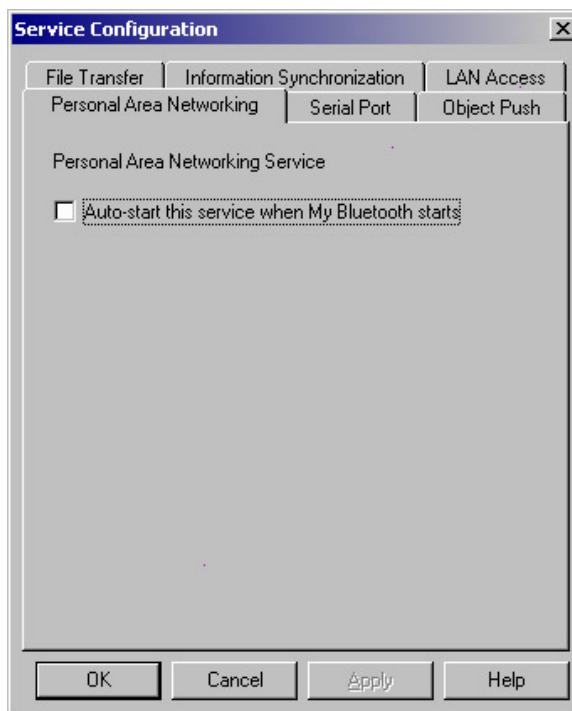 Service Configuration
File Transfer Information Synchronization LAN Access
Personal Area Networking Serial Port Object Push
Personal Area Networking Service
Auto-start this service when My Bluetooth starts
OK Cancel Apply Help